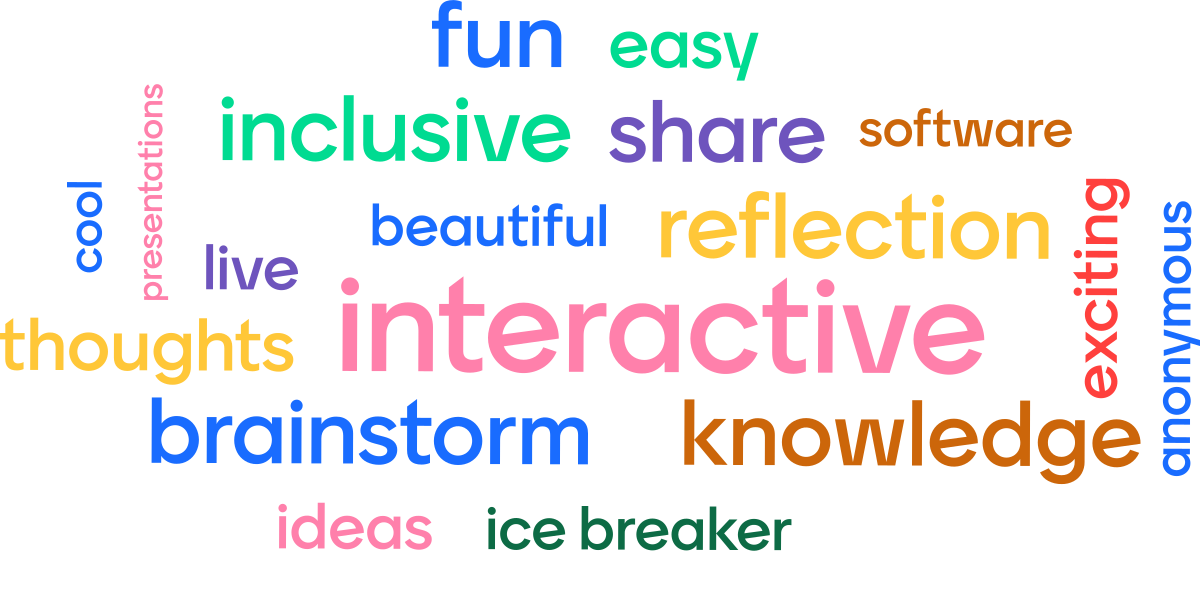 fun
easy
inclusive
share
software
presentations
cool
beautiful
reflection
exciting
anonymous
live
interactive
thoughts
brainstorm
knowledge
ideas
ice breaker